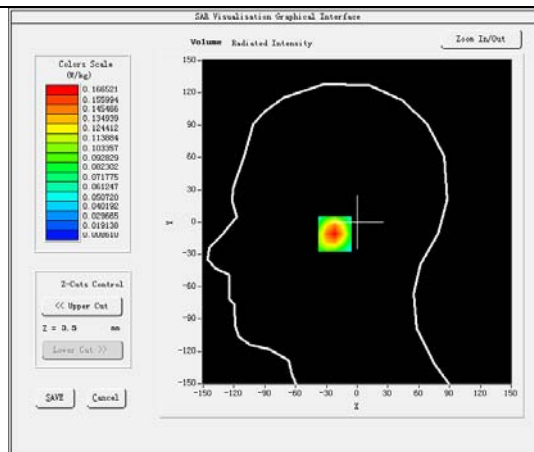 SAR Visualisation Graphical Interface
Volume Radiated Intensity
Zoom In/Out
Colors Scale
(W/kg)
0.166521
0.155994
0.145466
0.134939
0.124412
0.113884
0.103357
0.092829
0.082302
0.071775
0.061247
0.050720
0.040192
0.029665
0.019138
0.008610
150
120
90
60
30
0
-30
-60
-90
-120
-150
Y
-150 -120 -90 -60 -30 0 30 60 90 120 150
X
Z-Cuts Control
<< Upper Cut
Z = 3.5 mm
Lower Cut >>
SAVE Cancel